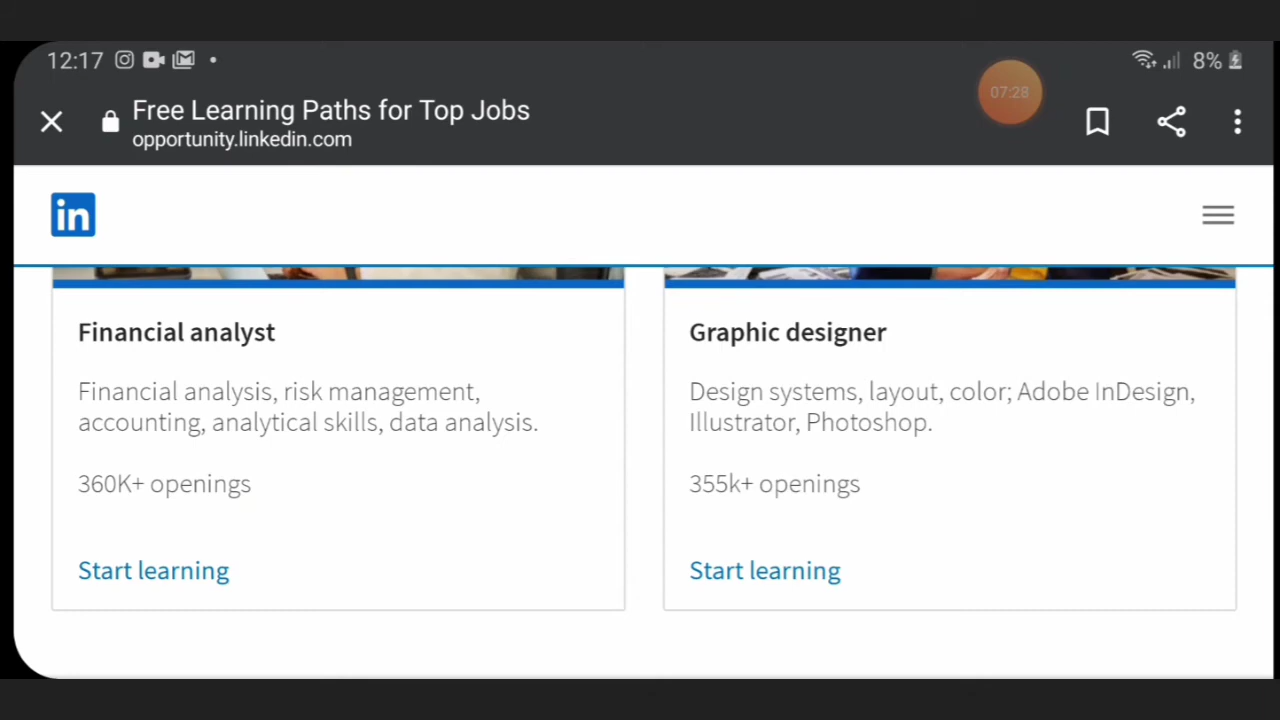 12:17
8%
07:28
Free Learning Paths for Top Jobs
opportunity.linkedin.com
in
Financial analyst
Financial analysis, risk management,
accounting, analytical skills, data analysis.
360K+ openings
Start learning
Graphic designer
Design systems, layout, color; Adobe InDesign,
Illustrator, Photoshop.
355k+ openings
Start learning